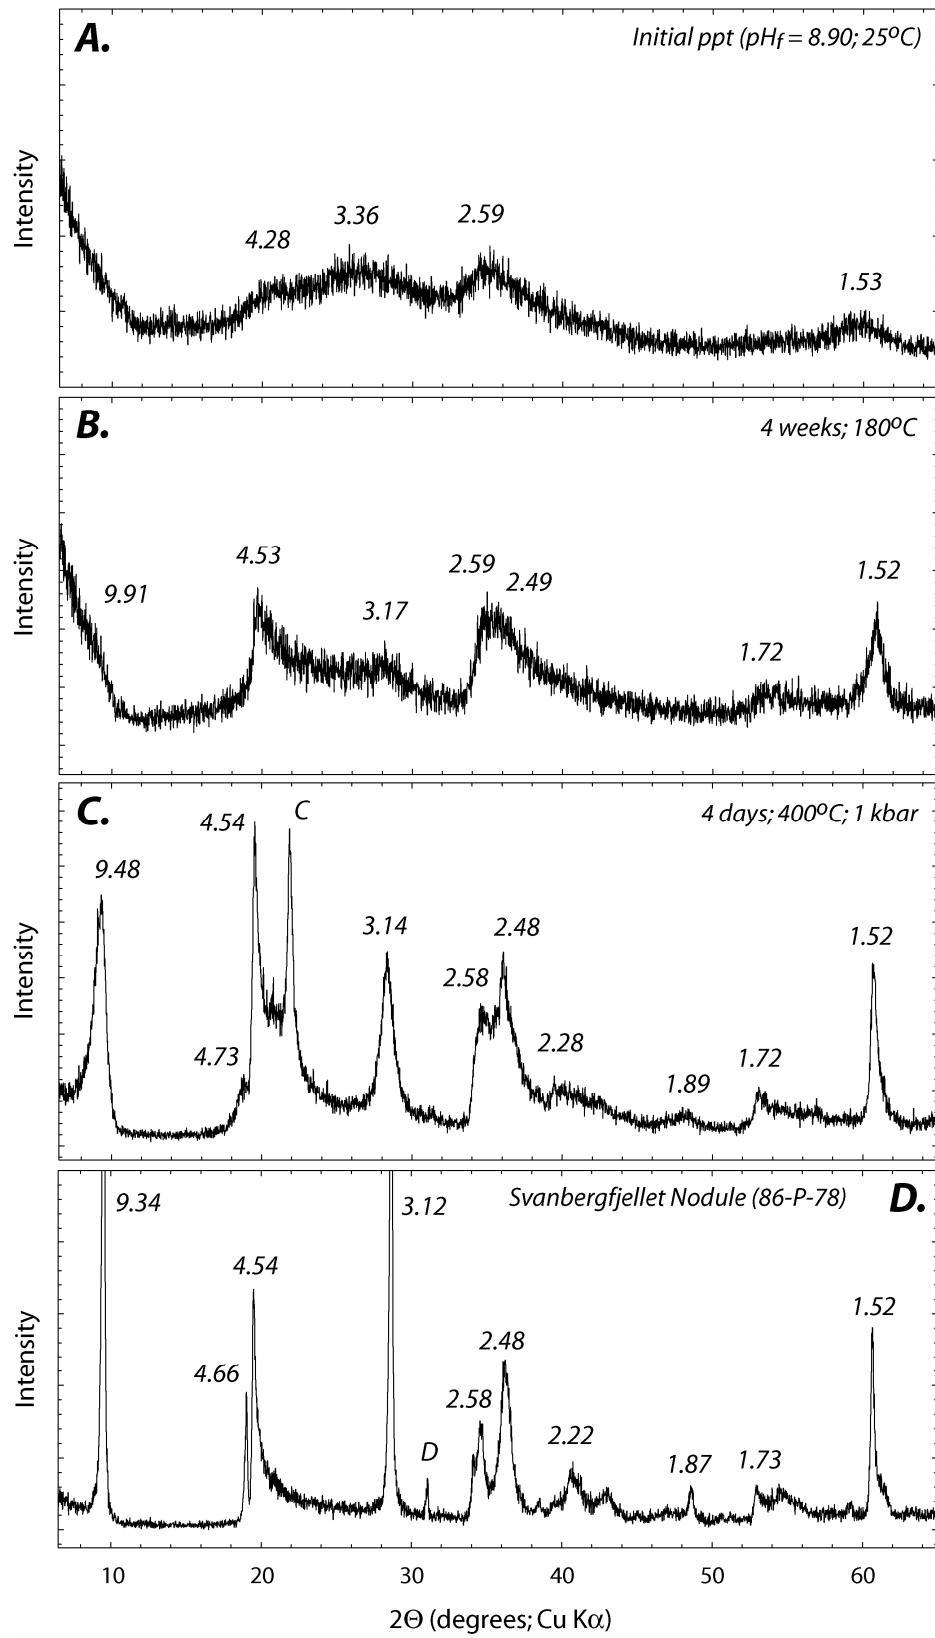 A.
Initial ppt (pHf = 8.90; 25ºC)
Intensity
4.28
3.36
2.59
1.53
B.
4 weeks; 180ºC
Intensity
9.91
4.53
3.17
2.59
2.49
1.72
1.52
C.
4 days; 400ºC; 1 kbar
Intensity
9.48
4.73
4.54
C
3.14
2.58
2.48
2.28
1.89
1.72
1.52
Svanbergfjellet Nodule (86-P-78)
D.
Intensity
9.34
4.66
4.54
3.12
D
2.58
2.48
2.22
1.87
1.73
1.52
10 20 30 40 50 60
2Θ (degrees; Cu Kα)